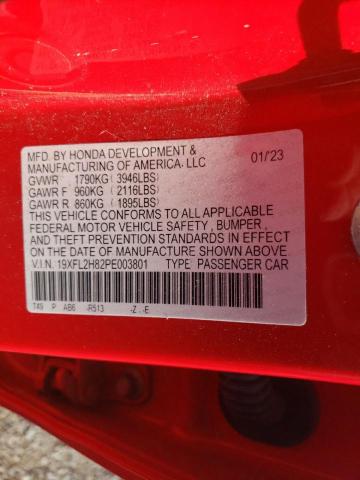 MFD. BY HONDA DEVELOPMENT &
MANUFACTURING OF AMERICA, LLC 01/'23
GVWR 1790KG (3946LBS)
GAWR F 960KG (2116LBS)
GAWR R 860KG (1895LBS)
THIS VEHICLE CONFORMS TO ALL APPLICABLE
FEDERAL MOTOR VEHICLE SAFETY, BUMPER,
AND THEFT PREVENTION STANDARDS IN EFFECT
ON THE DATE OF MANUFACTURE SHOWN ABOVE.
V.I.N. 19XFL2H82PE003801 TYPE PASSENGER CAR
T49 P AB6 -R513 -Z -E